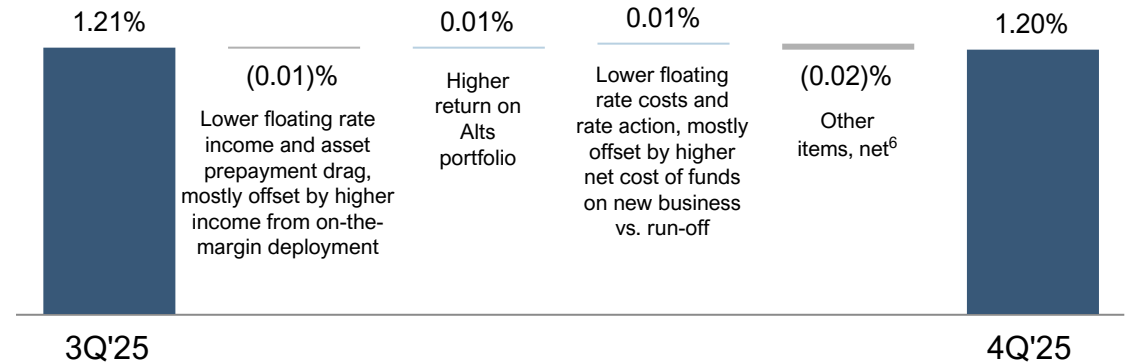 1.21%
(0.01)%
Lower floating rate
income and asset
prepayment drag,
mostly offset by higher
income from on-the-
margin deployment
0.01%
Higher
return on
Alts
portfolio
0.01%
Lower floating
rate costs and
rate action, mostly
offset by higher
net cost of funds
on new business
vs. run-off
(0.02)%
Other
items, net⁶
1.20%
3Q'25
4Q'25